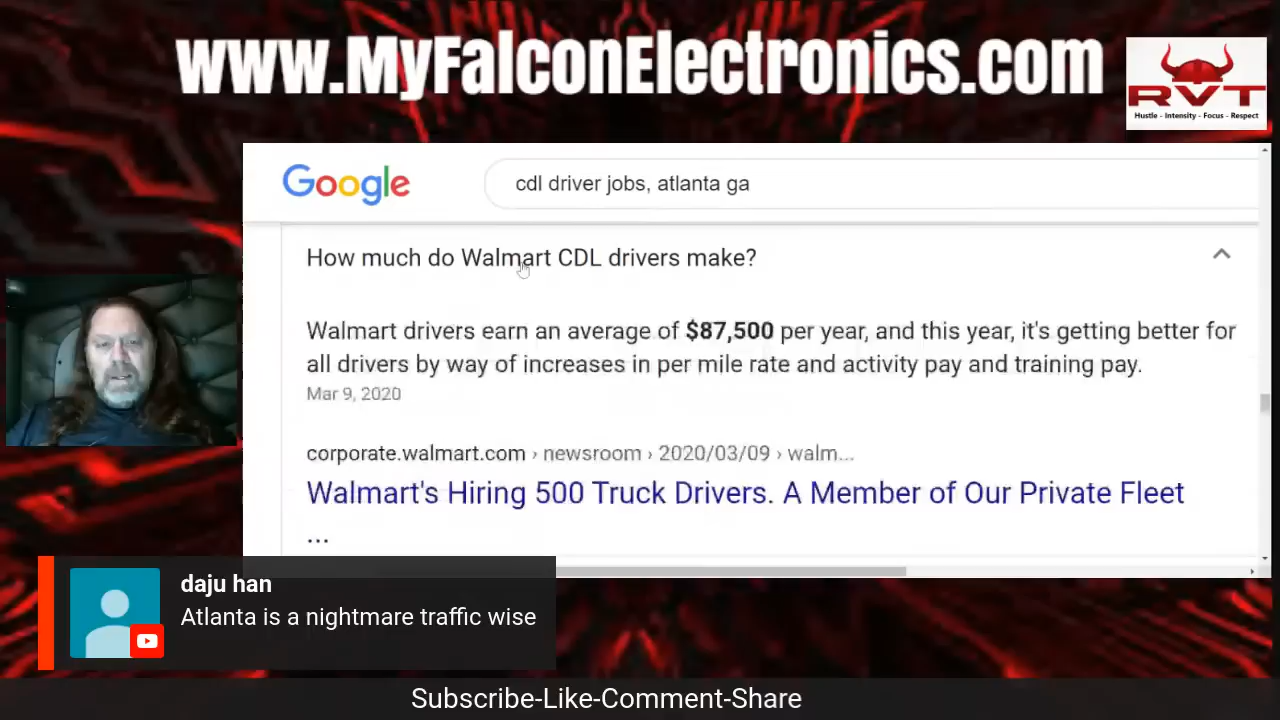 www.MyFalconElectronics.com
RVT
Hustle - Intensity - Focus - Respect
Google
cdl driver jobs, atlanta ga
How much do Walmart CDL drivers make?
Walmart drivers earn an average of $87,500 per year, and this year, it's getting better for
all drivers by way of increases in per mile rate and activity pay and training pay.
Mar 9, 2020
corporate.walmart.com › newsroom › 2020/03/09 › walm...
Walmart's Hiring 500 Truck Drivers. A Member of Our Private Fleet
...
daju han
Atlanta is a nightmare traffic wise
Subscribe-Like-Comment-Share